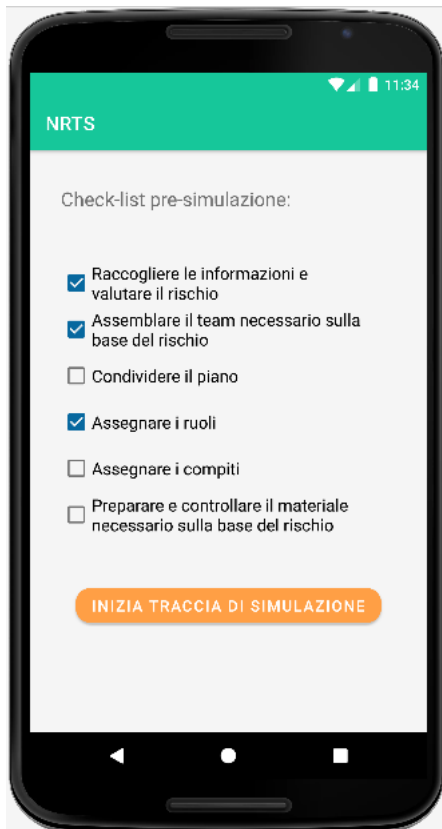 11:34
NRTS
Check-list pre-simulazione:
Raccogliere le informazioni e
valutare il rischio
Assemblare il team necessario sulla
base del rischio
Condividere il piano
Assegnare i ruoli
Assegnare i compiti
Preparare e controllare il materiale
necessario sulla base del rischio
INIZIA TRACCIA DI SIMULAZIONE